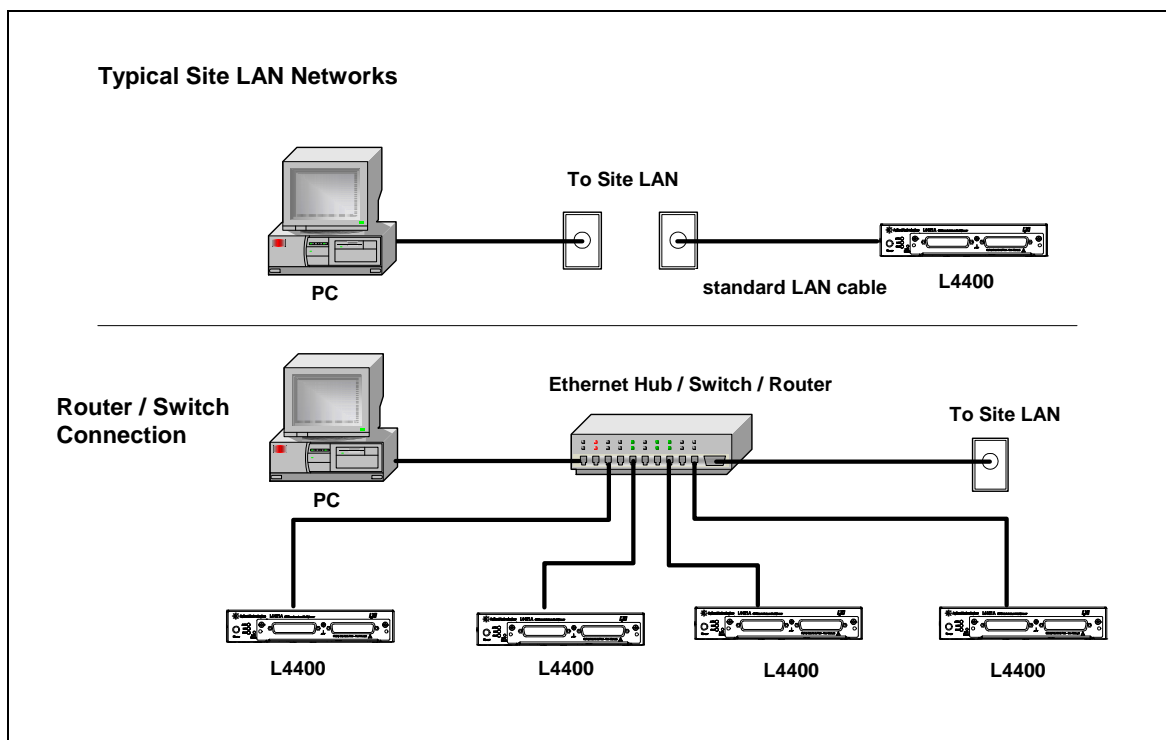 Typical Site LAN Networks
To Site LAN
PC
standard LAN cable
L4400
Router / Switch
Connection
Ethernet Hub / Switch / Router
To Site LAN
PC
L4400
L4400
L4400
L4400